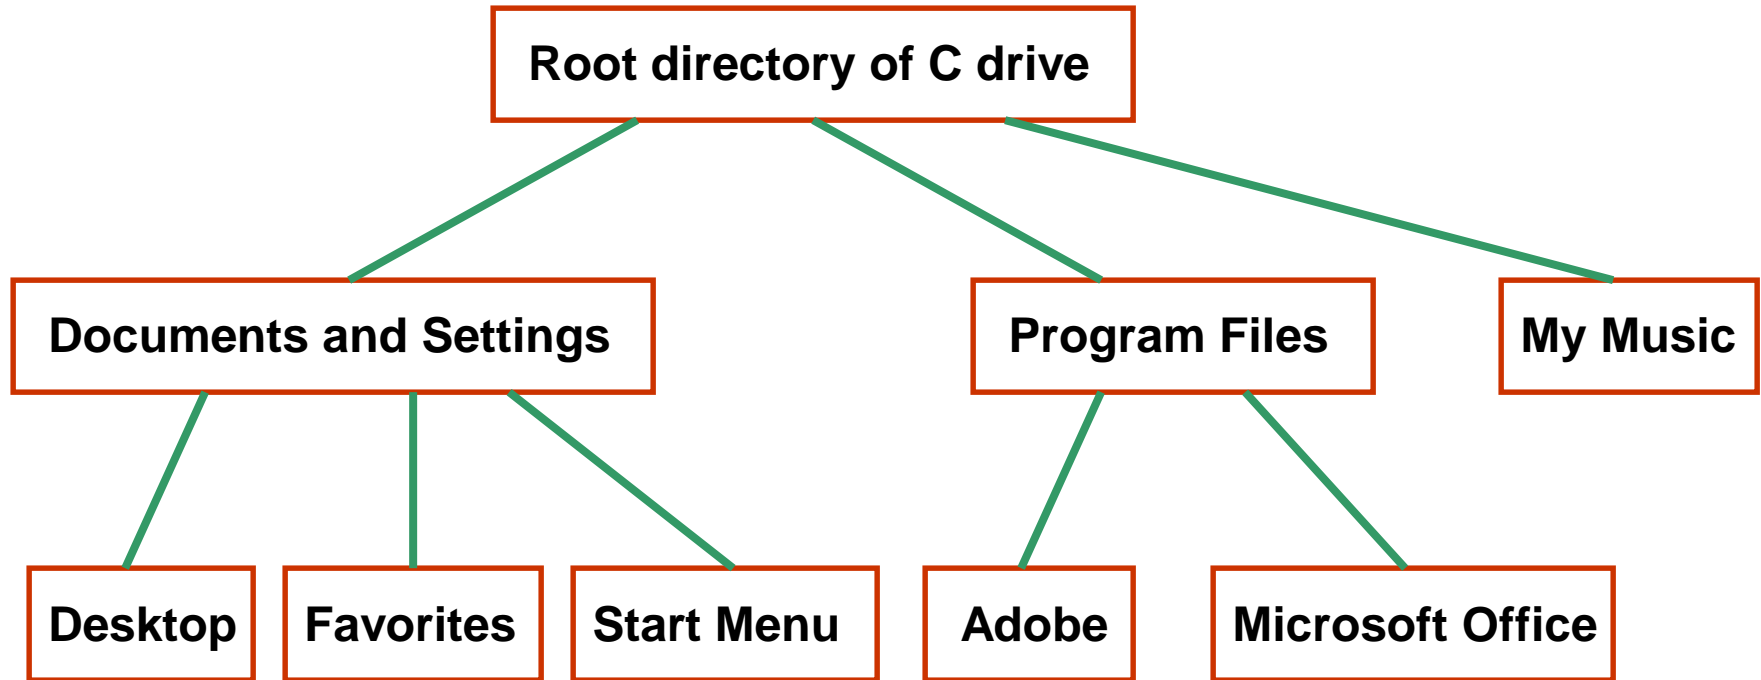 Root directory of C drive
Documents and Settings
Program Files
My Music
Desktop
Favorites
Start Menu
Adobe
Microsoft Office